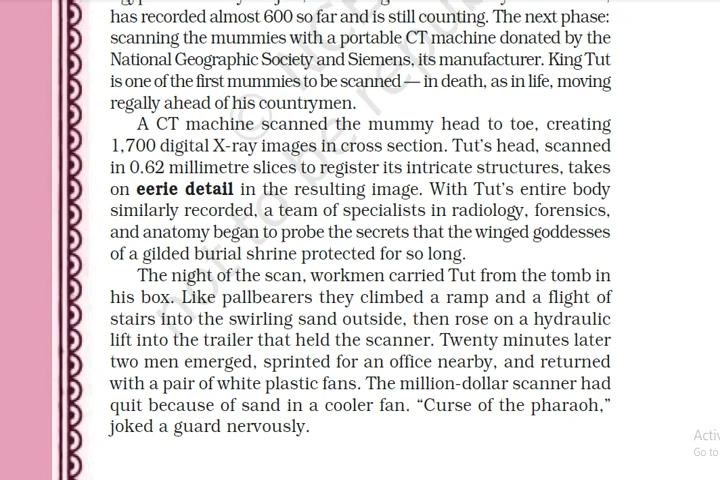 has recorded almost 600 so far and is still counting. The next phase:
scanning the mummies with a portable CT machine donated by the
National Geographic Society and Siemens, its manufacturer. King Tut
is one of the first mummies to be scanned — in death, as in life, moving
regally ahead of his countrymen.
A CT machine scanned the mummy head to toe, creating
1,700 digital X-ray images in cross section. Tut's head, scanned
in 0.62 millimetre slices to register its intricate structures, takes
on eerie detail in the resulting image. With Tut's entire body
similarly recorded, a team of specialists in radiology, forensics,
and anatomy began to probe the secrets that the winged goddesses
of a gilded burial shrine protected for so long.
The night of the scan, workmen carried Tut from the tomb in
his box. Like pallbearers they climbed a ramp and a flight of
stairs into the swirling sand outside, then rose on a hydraulic
lift into the trailer that held the scanner. Twenty minutes later
two men emerged, sprinted for an office nearby, and returned
with a pair of white plastic fans. The million-dollar scanner had
quit because of sand in a cooler fan. “Curse of the pharaoh,”
joked a guard nervously.
Go to
not to be